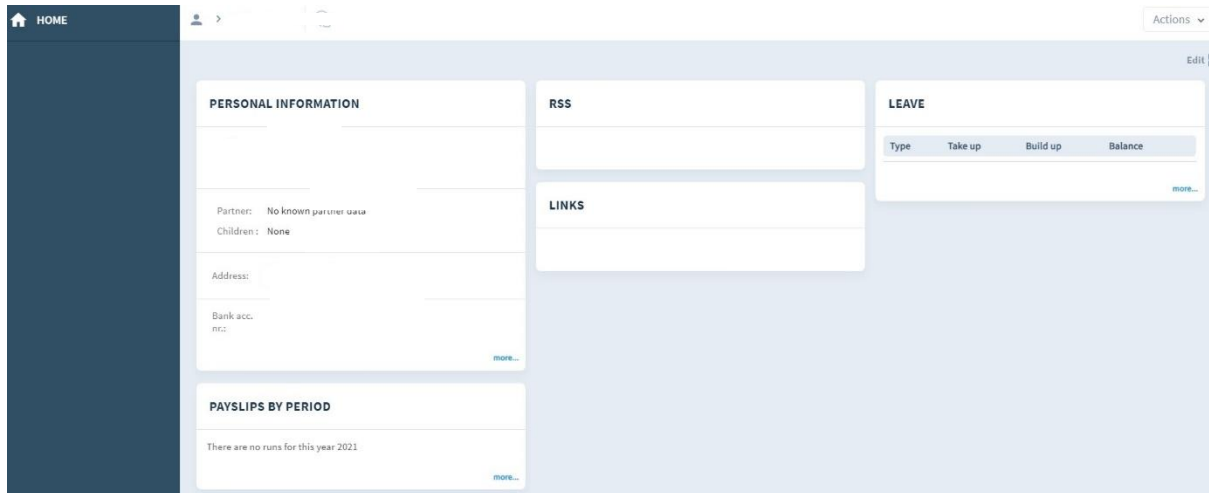 HOME
>
Actions
Edit
PERSONAL INFORMATION
Partner: No known partner data
Children : None
Address:
Bank acc.
nr.:
more...
PAYSLIPS BY PERIOD
There are no runs for this year 2021
more...
RSS
LINKS
LEAVE
Type Take up Build up Balance
more...